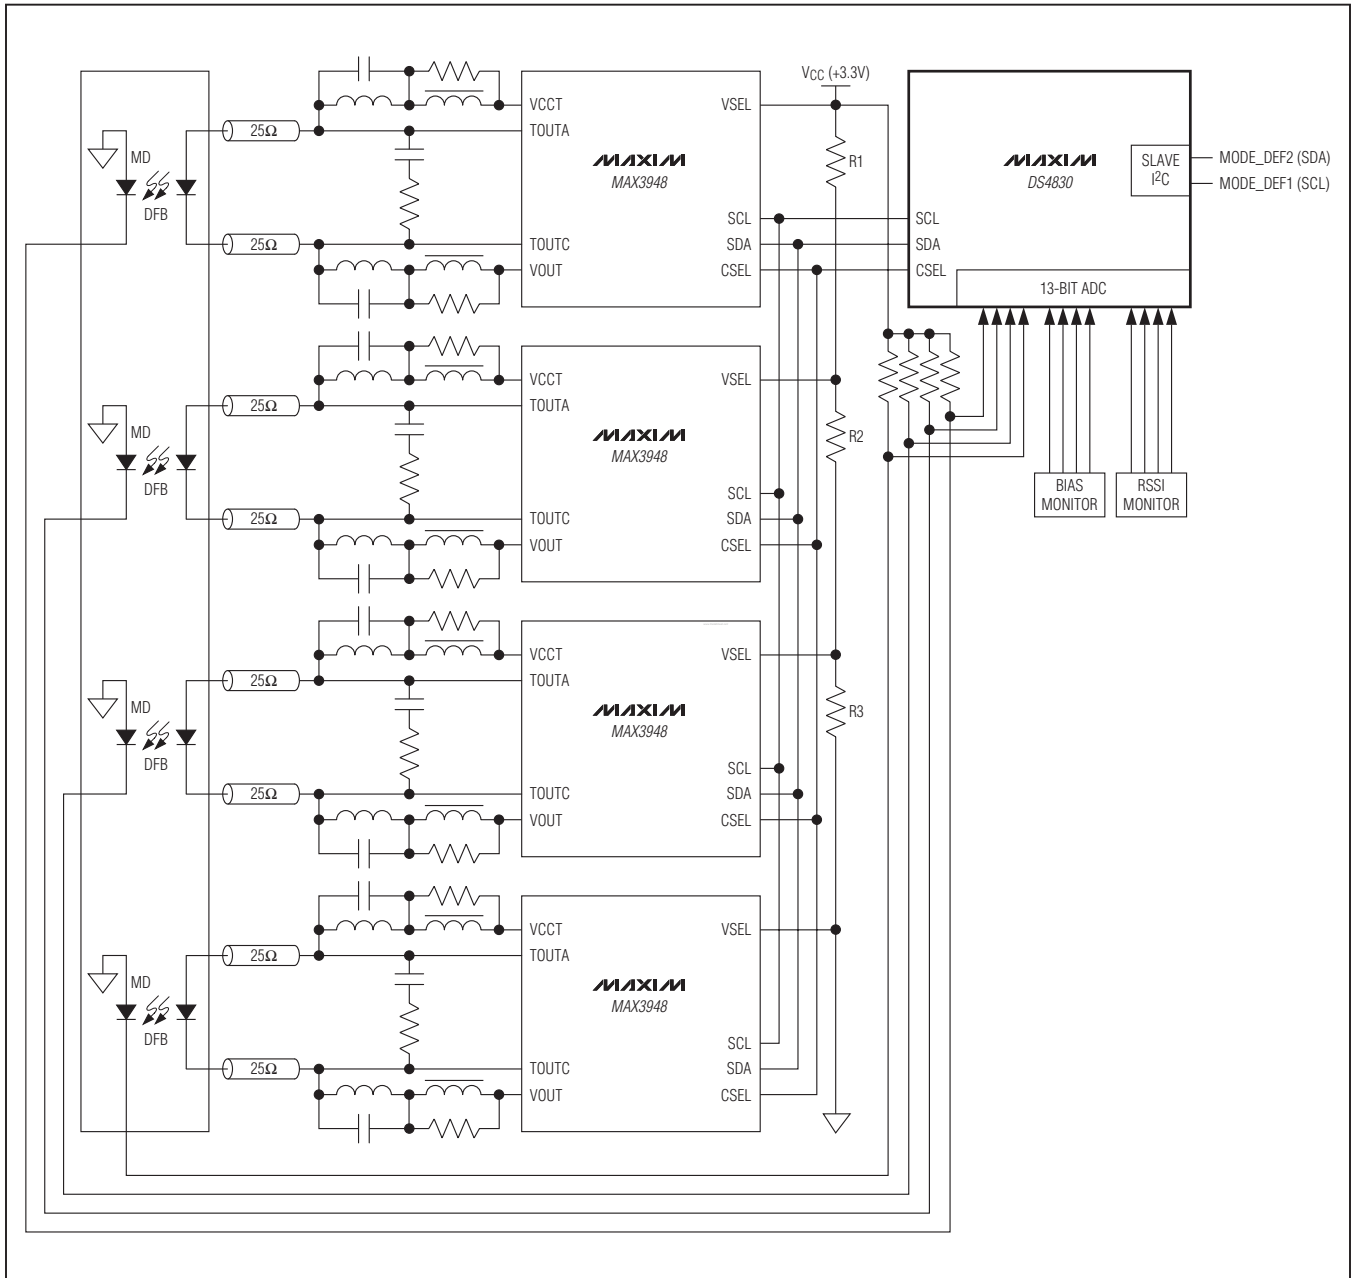 VCC (+3.3V)
VCCT
VSEL
25Ω
TOUTA
MD
MAXIM
MAX3948
R1
MAXIM
DS4830
SLAVE
I2C
MODE_DEF2 (SDA)
MODE_DEF1 (SCL)
DFB
SCL
SCL
25Ω
TOUTC
SDA
SDA
VOUT
CSEL
CSEL
13-BIT ADC
VCCT
VSEL
25Ω
TOUTA
MD
MAXIM
MAX3948
R2
DFB
SCL
BIAS
MONITOR
RSSI
MONITOR
25Ω
TOUTC
SDA
VOUT
CSEL
VCCT
VSEL
25Ω
TOUTA
MD
MAXIM
MAX3948
R3
DFB
SCL
25Ω
TOUTC
SDA
VOUT
CSEL
VCCT
VSEL
25Ω
TOUTA
MD
MAXIM
MAX3948
DFB
SCL
25Ω
TOUTC
SDA
VOUT
CSEL